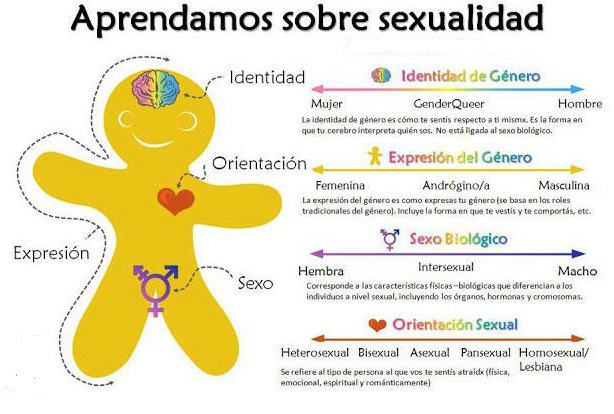 Aprendamos sobre sexualidad
Identidad
Orientación
Expresión
Sexo
Identidad de Género
Mujer GenderQueer Hombre
La identidad de género es cómo te sentís respecto a ti mismx. Es la forma en
que tu cerebro interpreta quién sos. No está ligada al sexo biológico.
Expresión del Género
Femenina Andrógino/a Masculina
La expresión del género es como expresas tu género (se basa en los roles
tradicionales del género). Incluye la forma en que te vestís y te comportás, etc.
Sexo Biológico
Hembra Intersexual Macho
Corresponde a las características físicas –biológicas que diferencian a los
individuos a nivel sexual, incluyendo los órganos, hormonas y cromosomas.
Orientación Sexual
Heterosexual Bisexual Asexual Pansexual Homosexual/
Lesbiana
Se refiere al tipo de persona al que vos te sentís atraídx (física,
emocional, espiritual y románticamente)